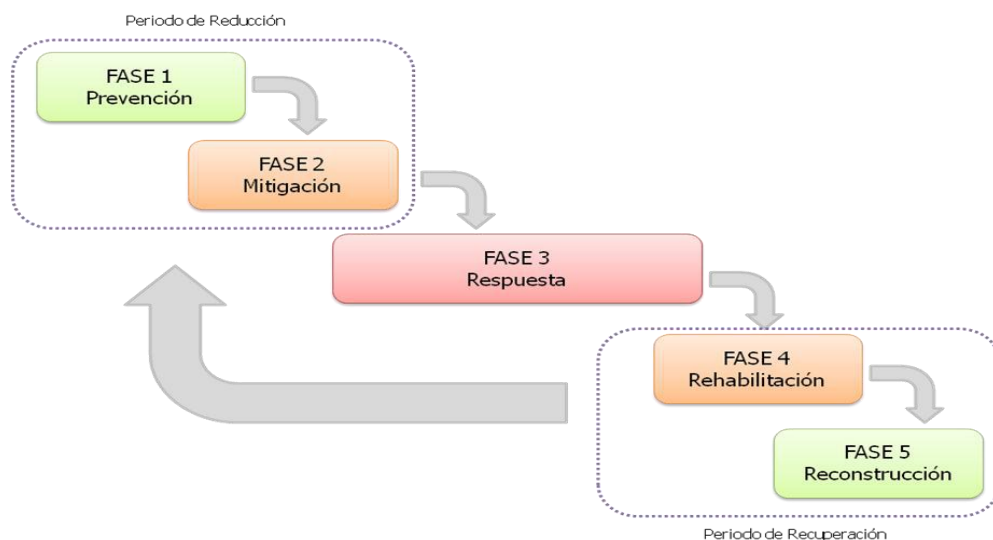 Periodo de Reducción
FASE 1
Prevención
FASE 2
Mitigación
FASE 3
Respuesta
FASE 4
Rehabilitación
FASE 5
Reconstrucción
Periodo de Recuperación